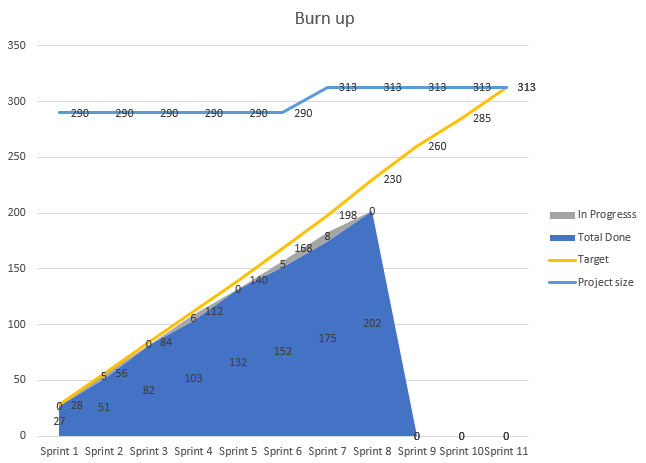 Burn up
350
300
250
200
150
100
50
0
290 290 290 290 290 290 313 313 313 313 313
28 56 84 112 140 168 198 230 260 285
0 5 0 6 0 5 8 0 0 0 0
27 51 82 103 132 152 175 202
Sprint 1 Sprint 2 Sprint 3 Sprint 4 Sprint 5 Sprint 6 Sprint 7 Sprint 8 Sprint 9 Sprint 10 Sprint 11
In Progresss
Total Done
Target
Project size